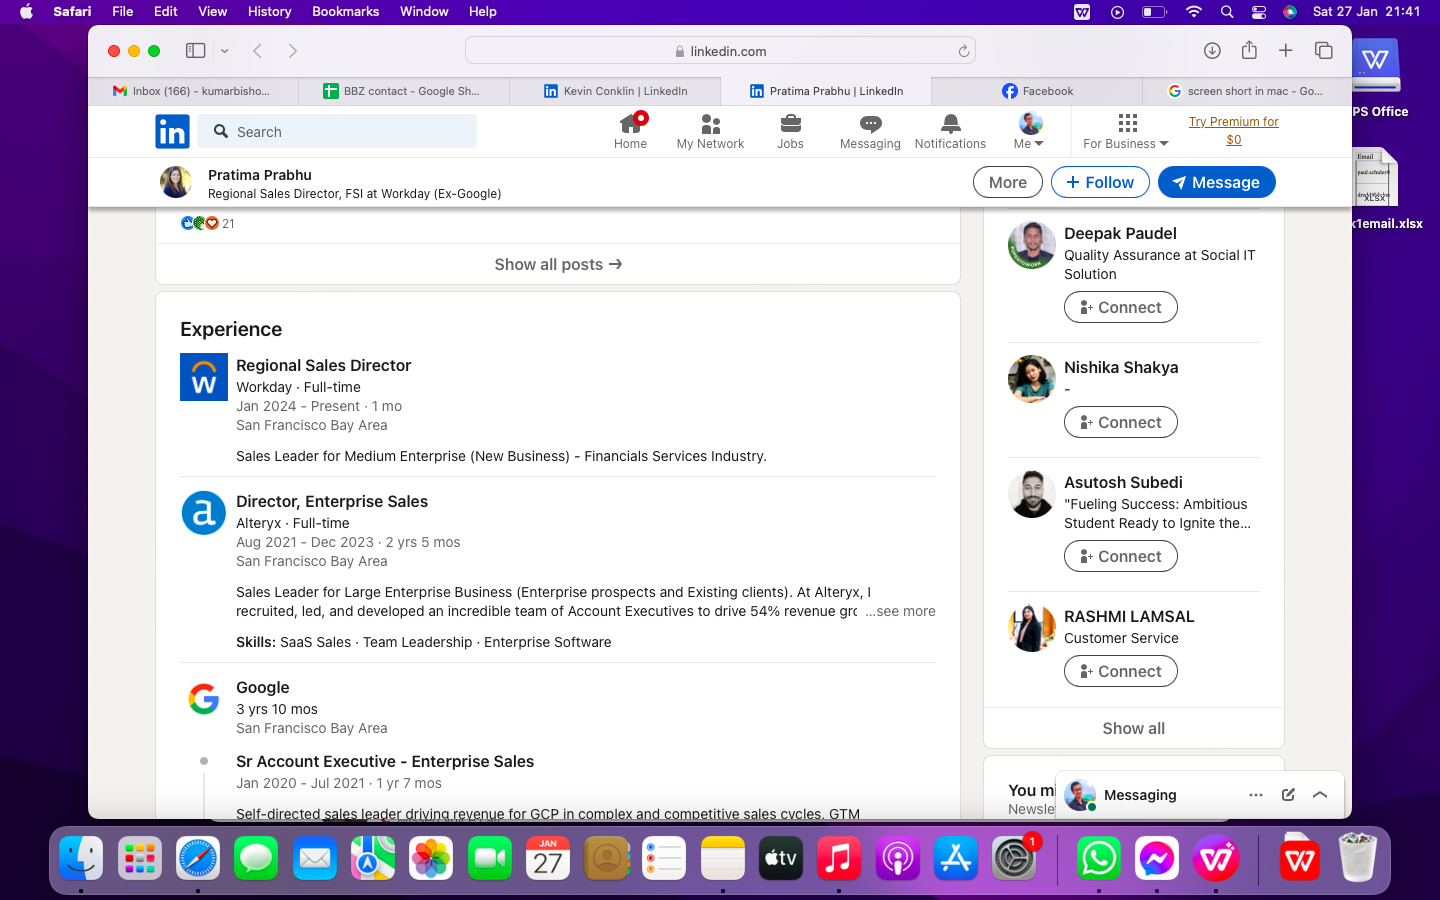 Safari File Edit View History Bookmarks Window Help
Sat 27 Jan 21:41
linkedin.com
Inbox (166) - kumarbisho...
BBZ contact - Google Sh...
Kevin Conklin | LinkedIn
Pratima Prabhu | LinkedIn
Facebook
screen short in mac - Go...
PS Office
Search
Home
My Network
Jobs
Messaging
Notifications
Me
For Business
Try Premium for
$0
Pratima Prabhu
Regional Sales Director, FSI at Workday (Ex-Google)
More
Follow
Message
Email
XLSX
1email.xlsx
21
Show all posts →
Experience
Regional Sales Director
Workday · Full-time
Jan 2024 - Present · 1 mo
San Francisco Bay Area
Sales Leader for Medium Enterprise (New Business) - Financials Services Industry.
Director, Enterprise Sales
Alteryx · Full-time
Aug 2021 - Dec 2023 · 2 yrs 5 mos
San Francisco Bay Area
Sales Leader for Large Enterprise Business (Enterprise prospects and Existing clients). At Alteryx, I
recruited, led, and developed an incredible team of Account Executives to drive 54% revenue gro ...see more
Skills: SaaS Sales · Team Leadership · Enterprise Software
Google
3 yrs 10 mos
San Francisco Bay Area
Sr Account Executive - Enterprise Sales
Jan 2020 - Jul 2021 · 1 yr 7 mos
Self-directed sales leader driving revenue for GCP in complex and competitive sales cycles. GTM
Deepak Paudel
Quality Assurance at Social IT
Solution
Connect
Nishika Shakya
-
Connect
Asutosh Subedi
"Fueling Success: Ambitious
Student Ready to Ignite the...
Connect
RASHMI LAMSAL
Customer Service
Connect
Show all
You mi
Newsle
Messaging
JAN
27
tv
1